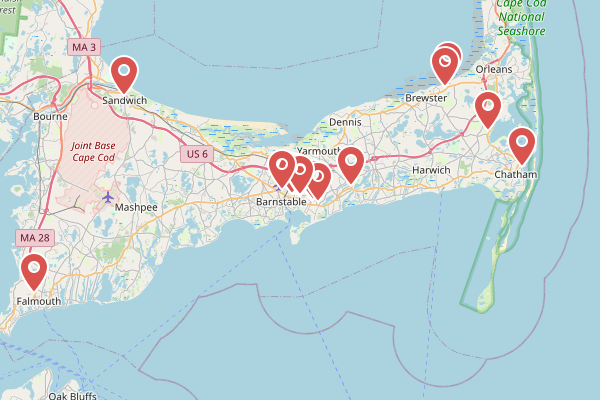 Cape Cod
National
Seashore
MA 3
Orleans
Sandwich
Brewster
Bourne
Dennis
Joint Base
Cape Cod
US 6
Yarmouth
Harwich
Chatham
Mashpee
Barnstable
MA 28
Falmouth
Oak Bluffs